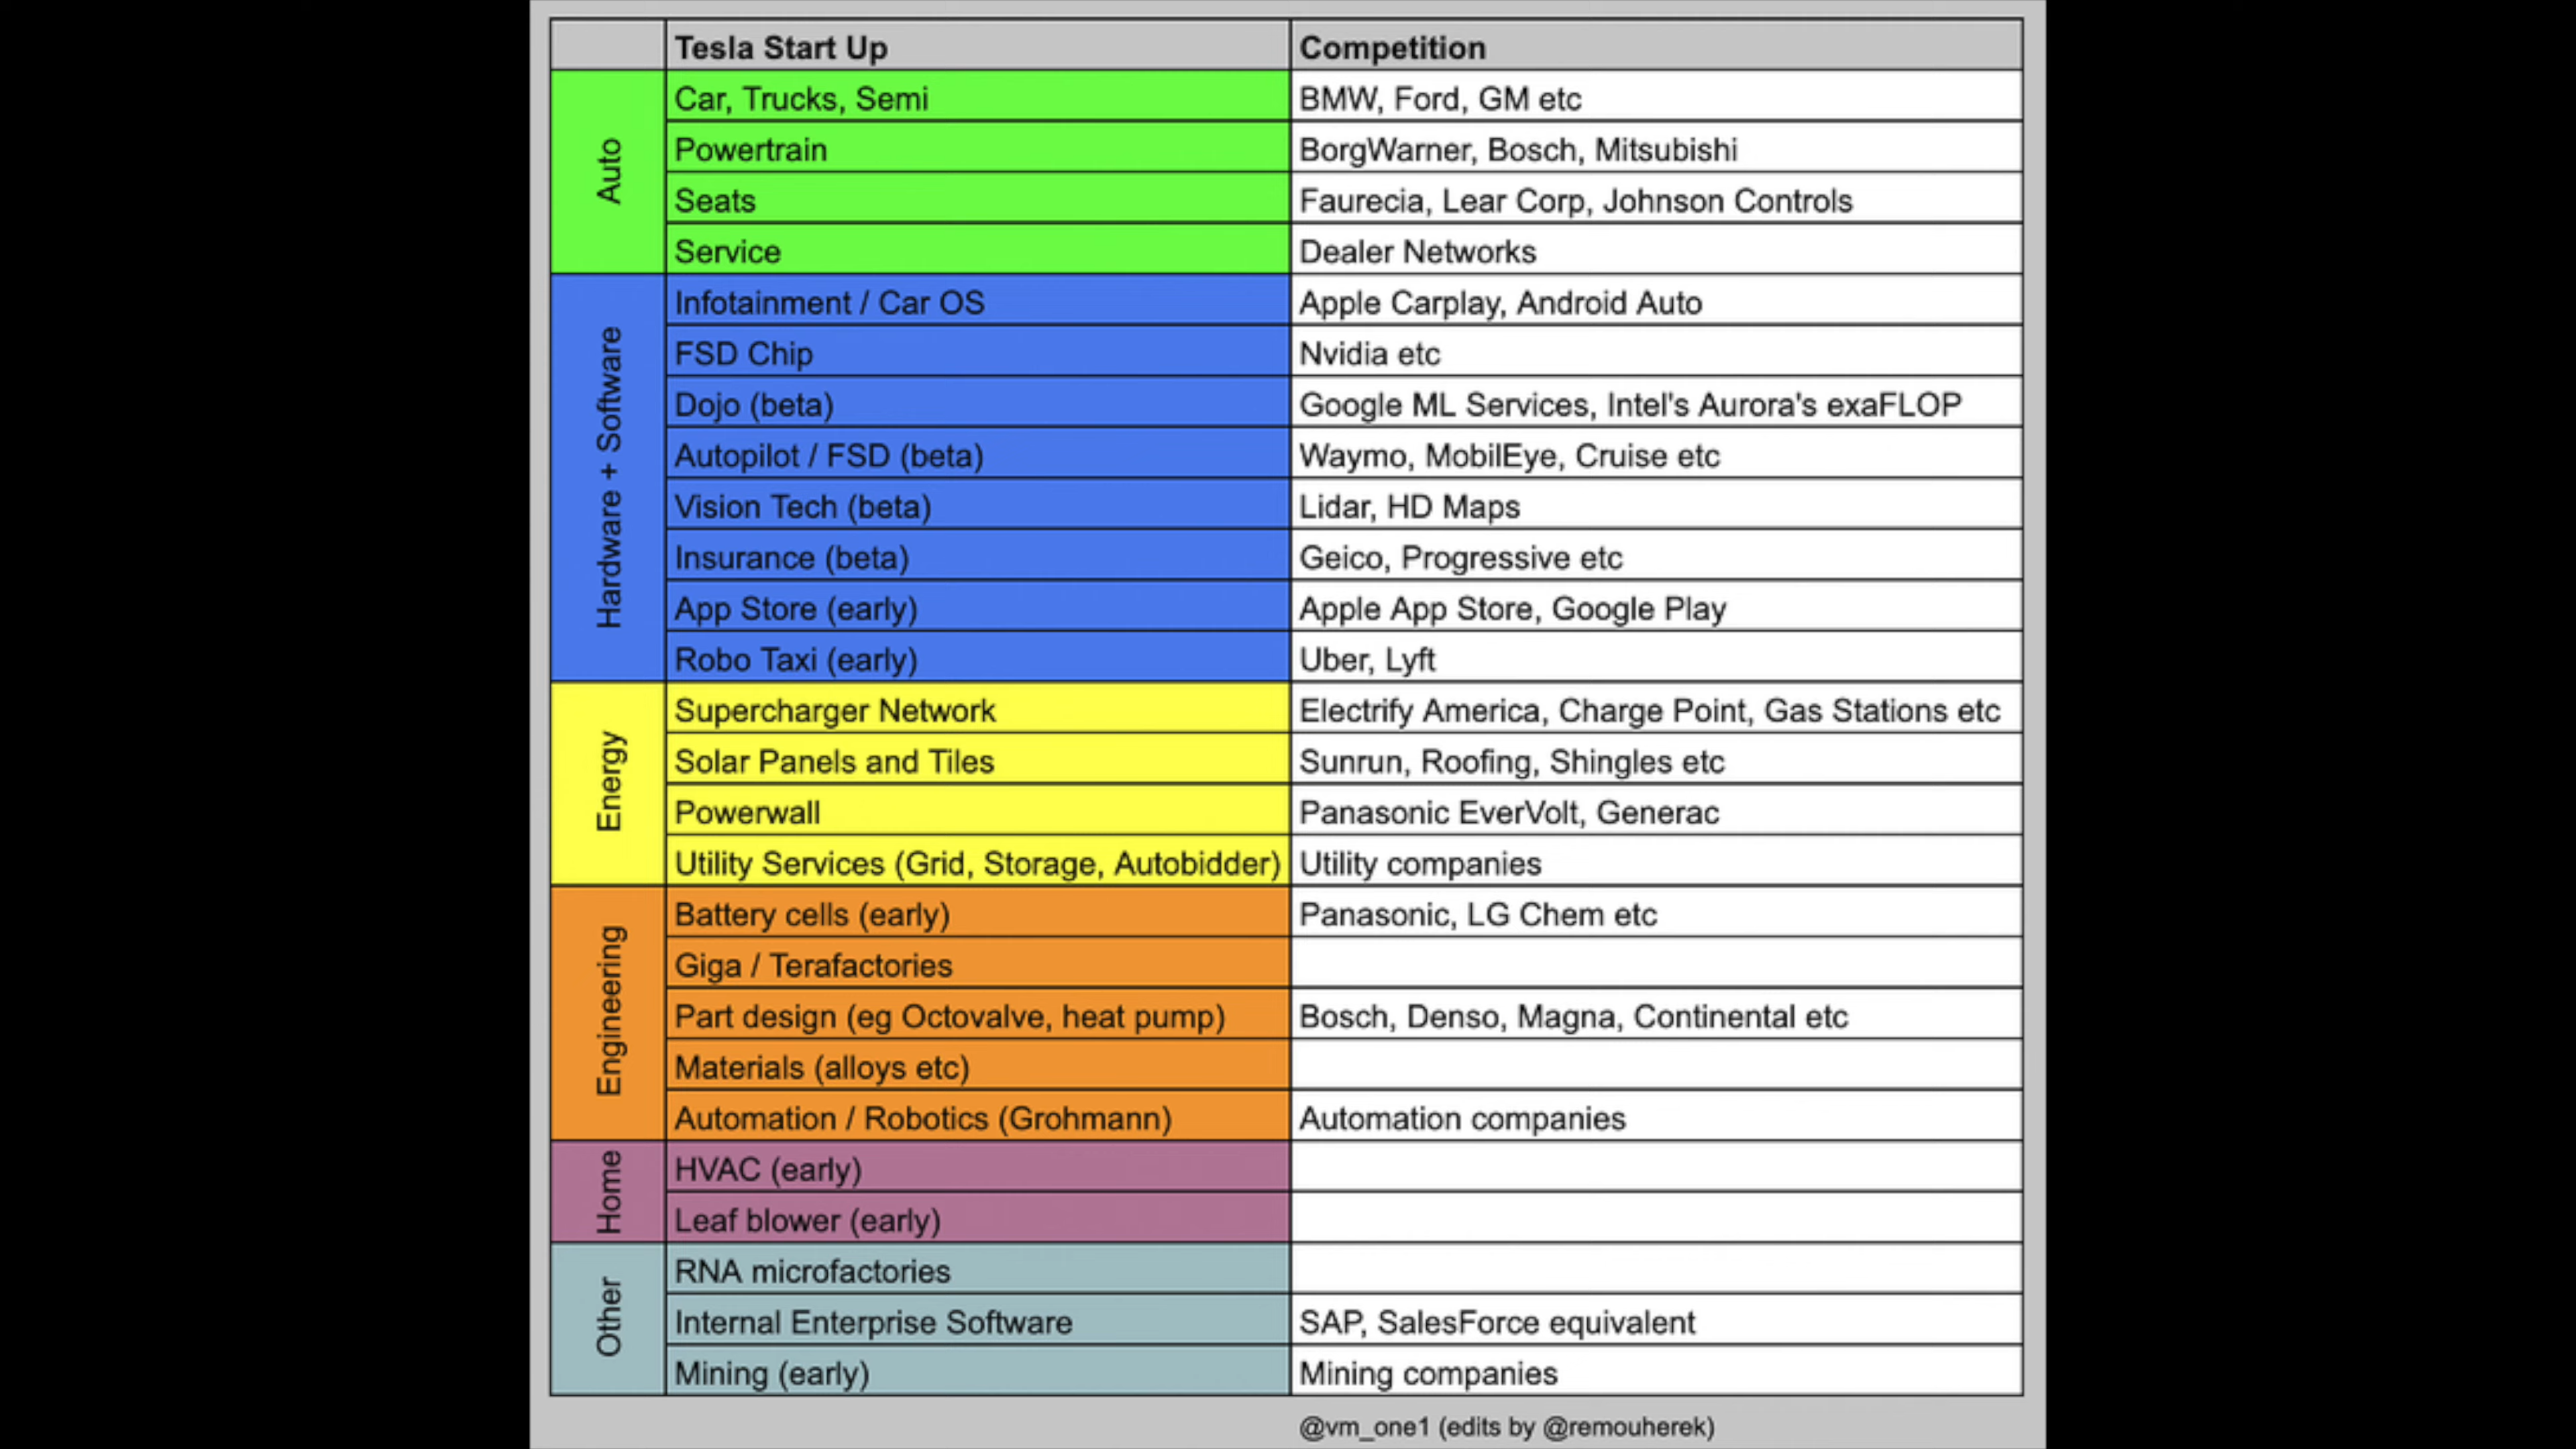 Tesla Start Up Competition
Auto
Car, Trucks, Semi BMW, Ford, GM etc
Powertrain BorgWarner, Bosch, Mitsubishi
Seats Faurecia, Lear Corp, Johnson Controls
Service Dealer Networks
Hardware + Software
Infotainment / Car OS Apple Carplay, Android Auto
FSD Chip Nvidia etc
Dojo (beta) Google ML Services, Intel's Aurora's exaFLOP
Autopilot / FSD (beta) Waymo, MobilEye, Cruise etc
Vision Tech (beta) Lidar, HD Maps
Insurance (beta) Geico, Progressive etc
App Store (early) Apple App Store, Google Play
Robo Taxi (early) Uber, Lyft
Energy
Supercharger Network Electrify America, Charge Point, Gas Stations etc
Solar Panels and Tiles Sunrun, Roofing, Shingles etc
Powerwall Panasonic EverVolt, Generac
Utility Services (Grid, Storage, Autobidder) Utility companies
Engineering
Battery cells (early) Panasonic, LG Chem etc
Giga / Terafactories
Part design (eg Octovalve, heat pump) Bosch, Denso, Magna, Continental etc
Materials (alloys etc)
Automation / Robotics (Grohmann) Automation companies
Home
HVAC (early)
Leaf blower (early)
Other
RNA microfactories
Internal Enterprise Software SAP, SalesForce equivalent
Mining (early) Mining companies
@vm_one1 (edits by @remouherek)